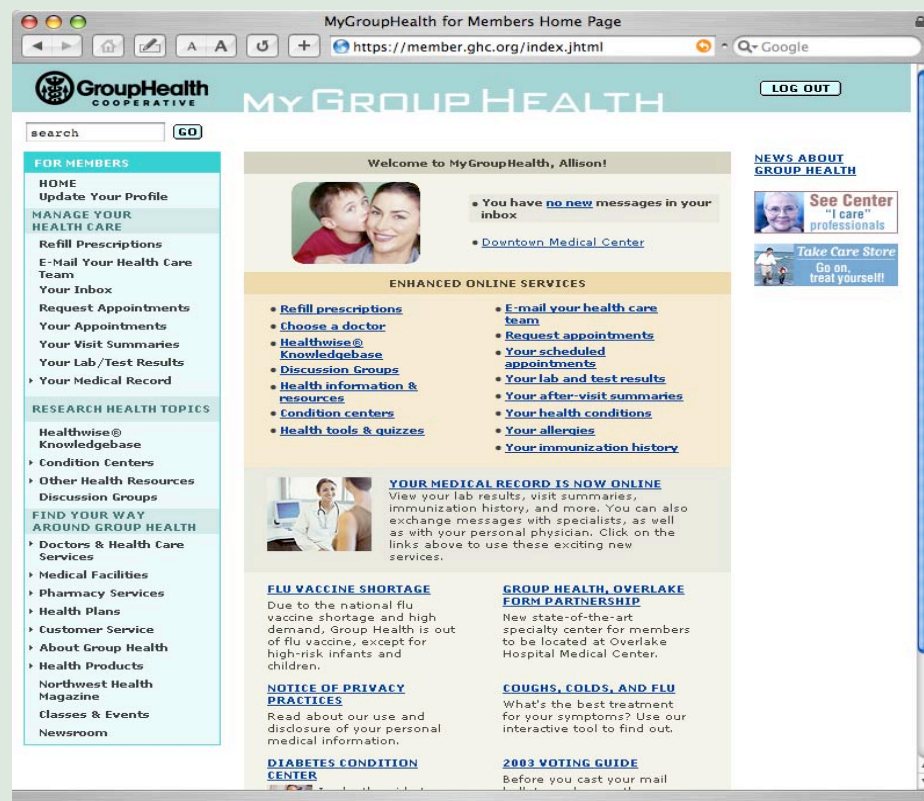 MyGroupHealth for Members Home Page
A A
https://member.ghc.org/index.jhtml
Google
GroupHealth
COOPERATIVE
MY GROUP HEALTH
LOG OUT
search
GO
FOR MEMBERS
HOME
Update Your Profile
MANAGE YOUR
HEALTH CARE
Refill Prescriptions
E-Mail Your Health Care
Team
Your Inbox
Request Appointments
Your Appointments
Your Visit Summaries
Your Lab/Test Results
Your Medical Record
RESEARCH HEALTH TOPICS
Healthwise®
Knowledgebase
Condition Centers
Other Health Resources
Discussion Groups
FIND YOUR WAY
AROUND GROUP HEALTH
Doctors & Health Care
Services
Medical Facilities
Pharmacy Services
Health Plans
Customer Service
About Group Health
Health Products
Northwest Health
Magazine
Classes & Events
Newsroom
Welcome to MyGroupHealth, Allison!
• You have no new messages in your
inbox
• Downtown Medical Center
ENHANCED ONLINE SERVICES
• Refill prescriptions
• Choose a doctor
• Healthwise®
Knowledgebase
• Discussion Groups
• Health information &
resources
• Condition centers
• Health tools & quizzes
• E-mail your health care
team
• Request appointments
• Your scheduled
appointments
• Your lab and test results
• Your after-visit summaries
• Your health conditions
• Your allergies
• Your immunization history
YOUR MEDICAL RECORD IS NOW ONLINE
View your lab results, visit summaries,
immunization history, and more. You can also
exchange messages with specialists, as well
as with your personal physician. Click on the
links above to use these exciting new
services.
FLU VACCINE SHORTAGE
Due to the national flu
vaccine shortage and high
demand, Group Health is out
of flu vaccine, except for
high-risk infants and
children.
GROUP HEALTH, OVERLAKE
FORM PARTNERSHIP
New state-of-the-art
specialty center for members
to be located at Overlake
Hospital Medical Center.
NOTICE OF PRIVACY
PRACTICES
Read about our use and
disclosure of your personal
medical information.
COUGHS, COLDS, AND FLU
What's the best treatment
for your symptoms? Use our
interactive tool to find out.
DIABETES CONDITION
CENTER
2003 VOTING GUIDE
Before you cast your mail
NEWS ABOUT
GROUP HEALTH
See Center
"I care"
professionals
Take Care Store
Go on,
treat yourself!